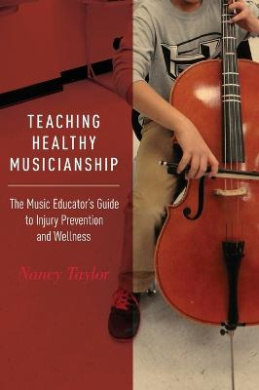 TEACHING
HEALTHY
MUSICIANSHIP
The Music Educator's Guide
to Injury Prevention
and Wellness
Nancy Taylor